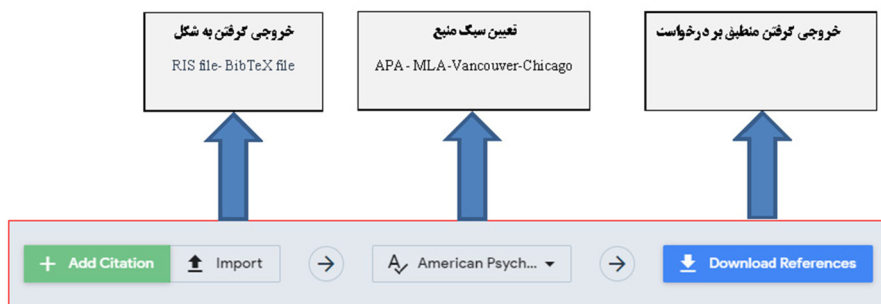 خروجی گرفتن به شکل
RIS file- BibTeX file
تعیین سبک منبع
APA - MLA-Vancouver-Chicago
خروجی گرفتن منطبق بر درخواست
+ Add Citation
Import
American Psych...
Download References